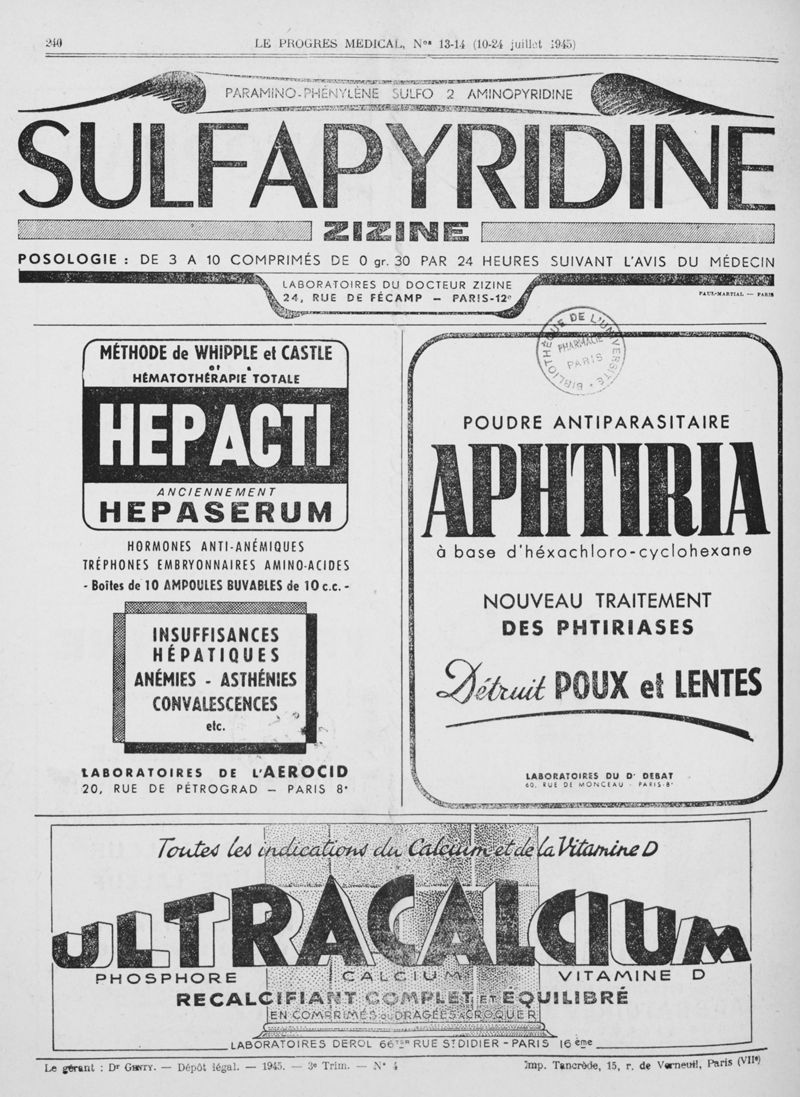 240
LE PROGRES MEDICAL, Nos 13-14 (10-24 juillet 1945)
PARAMINO-PHÉNYLÈNE SULFO 2 AMINOPYRIDINE
SULFAPYRIDINE
ZIZINE
POSOLOGIE : DE 3 A 10 COMPRIMÉS DE 0 gr. 30 PAR 24 HEURES SUIVANT L'AVIS DU MÉDECIN
LABORATOIRES DU DOCTEUR ZIZINE
24, RUE DE FÉCAMP — PARIS-12e
PAUL-MARTIAL — PARIS
MÉTHODE de WHIPPLE et CASTLE
et
HÉMATOTHÉRAPIE TOTALE
HEPACTI
ANCIENNEMENT
HEPASERUM
HORMONES ANTI-ANÉMIQUES
TRÉPHONES EMBRYONNAIRES AMINO-ACIDES
- Boîtes de 10 AMPOULES BUVABLES de 10 c.c. -
INSUFFISANCES
HÉPATIQUES
ANÉMIES - ASTHÉNIES
CONVALESCENCES
etc.
LABORATOIRES DE L'AEROCID
20, RUE DE PÉTROGRAD — PARIS 8e
BIBLIOTHÈQUE DE L'UNIVERSITÉ
PHARMACIE
PARIS
POUDRE ANTIPARASITAIRE
APHTIRIA
à base d'héxachloro-cyclohexane
NOUVEAU TRAITEMENT
DES PHTIRIASES
Détruit POUX et LENTES
LABORATOIRES DU Dr DEBAT
60, RUE DE MONCEAU - PARIS-8e
Toutes les indications du Calcium et de la Vitamine D
ULTRACALCIUM
PHOSPHORE CALCIUM VITAMINE D
RECALCIFIANT COMPLET ET ÉQUILIBRÉ
EN COMPRIMÉS ou DRAGÉES A CROQUER
LABORATOIRES DEROL 66 RUE ST DIDIER - PARIS 16ème
Le gérant : Dr GENTY. — Dépôt légal. — 1945. — 3e Trim. — No 4
Imp. Tancrède, 15, r. de Verneuil, Paris (VIIe)